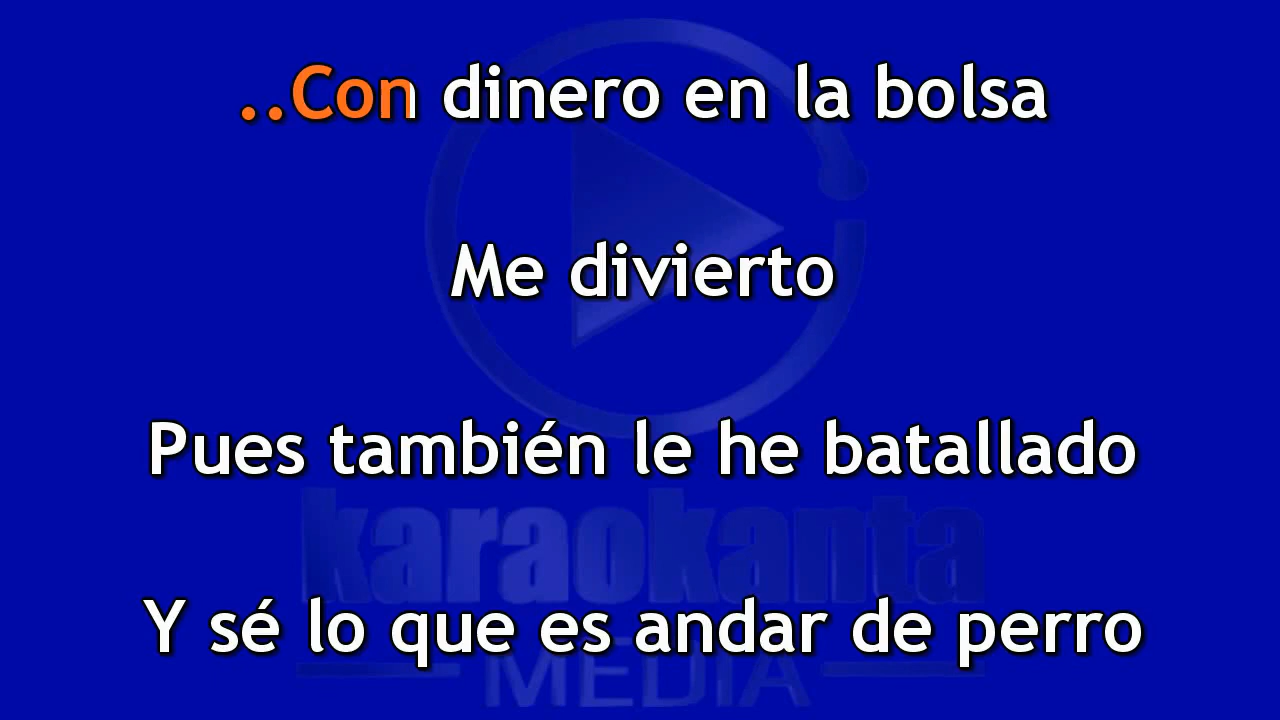 ..Con dinero en la bolsa
Me divierto
Pues también le he batallado
karaokanta
Y sé lo que es andar de perro
MEDIA